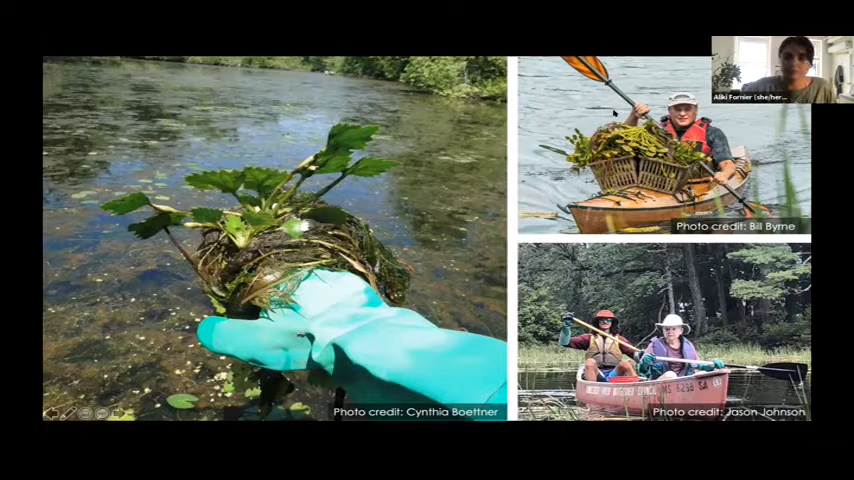 Aliki Fornier (she/her...
Photo credit: Bill Byrne
Photo credit: Cynthia Boettner
Photo credit: Jason Johnson